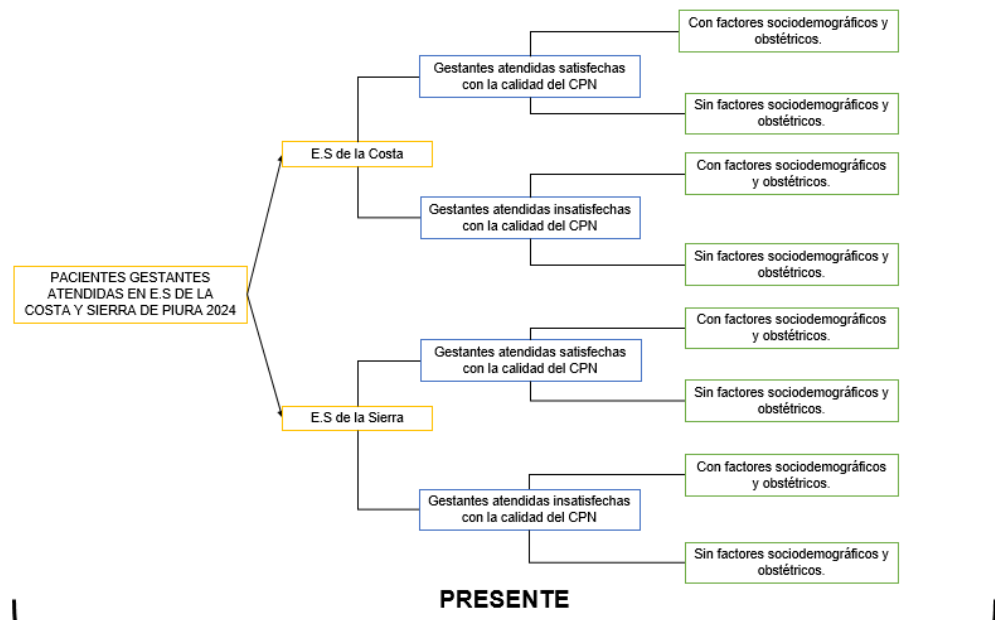 PACIENTES GESTANTES
ATENDIDAS EN E.S DE LA
COSTA Y SIERRA DE PIURA 2024
E.S de la Costa
Gestantes atendidas satisfechas
con la calidad del CPN
Con factores sociodemográficos y
obstétricos.
Sin factores sociodemográficos y
obstétricos.
Gestantes atendidas insatisfechas
con la calidad del CPN
Con factores sociodemográficos
y obstétricos.
Sin factores sociodemográficos y
obstétricos.
E.S de la Sierra
Gestantes atendidas satisfechas
con la calidad del CPN
Con factores sociodemográficos
y obstétricos.
Sin factores sociodemográficos y
obstétricos.
Gestantes atendidas insatisfechas
con la calidad del CPN
Con factores sociodemográficos
y obstétricos.
Sin factores sociodemográficos y
obstétricos.
PRESENTE